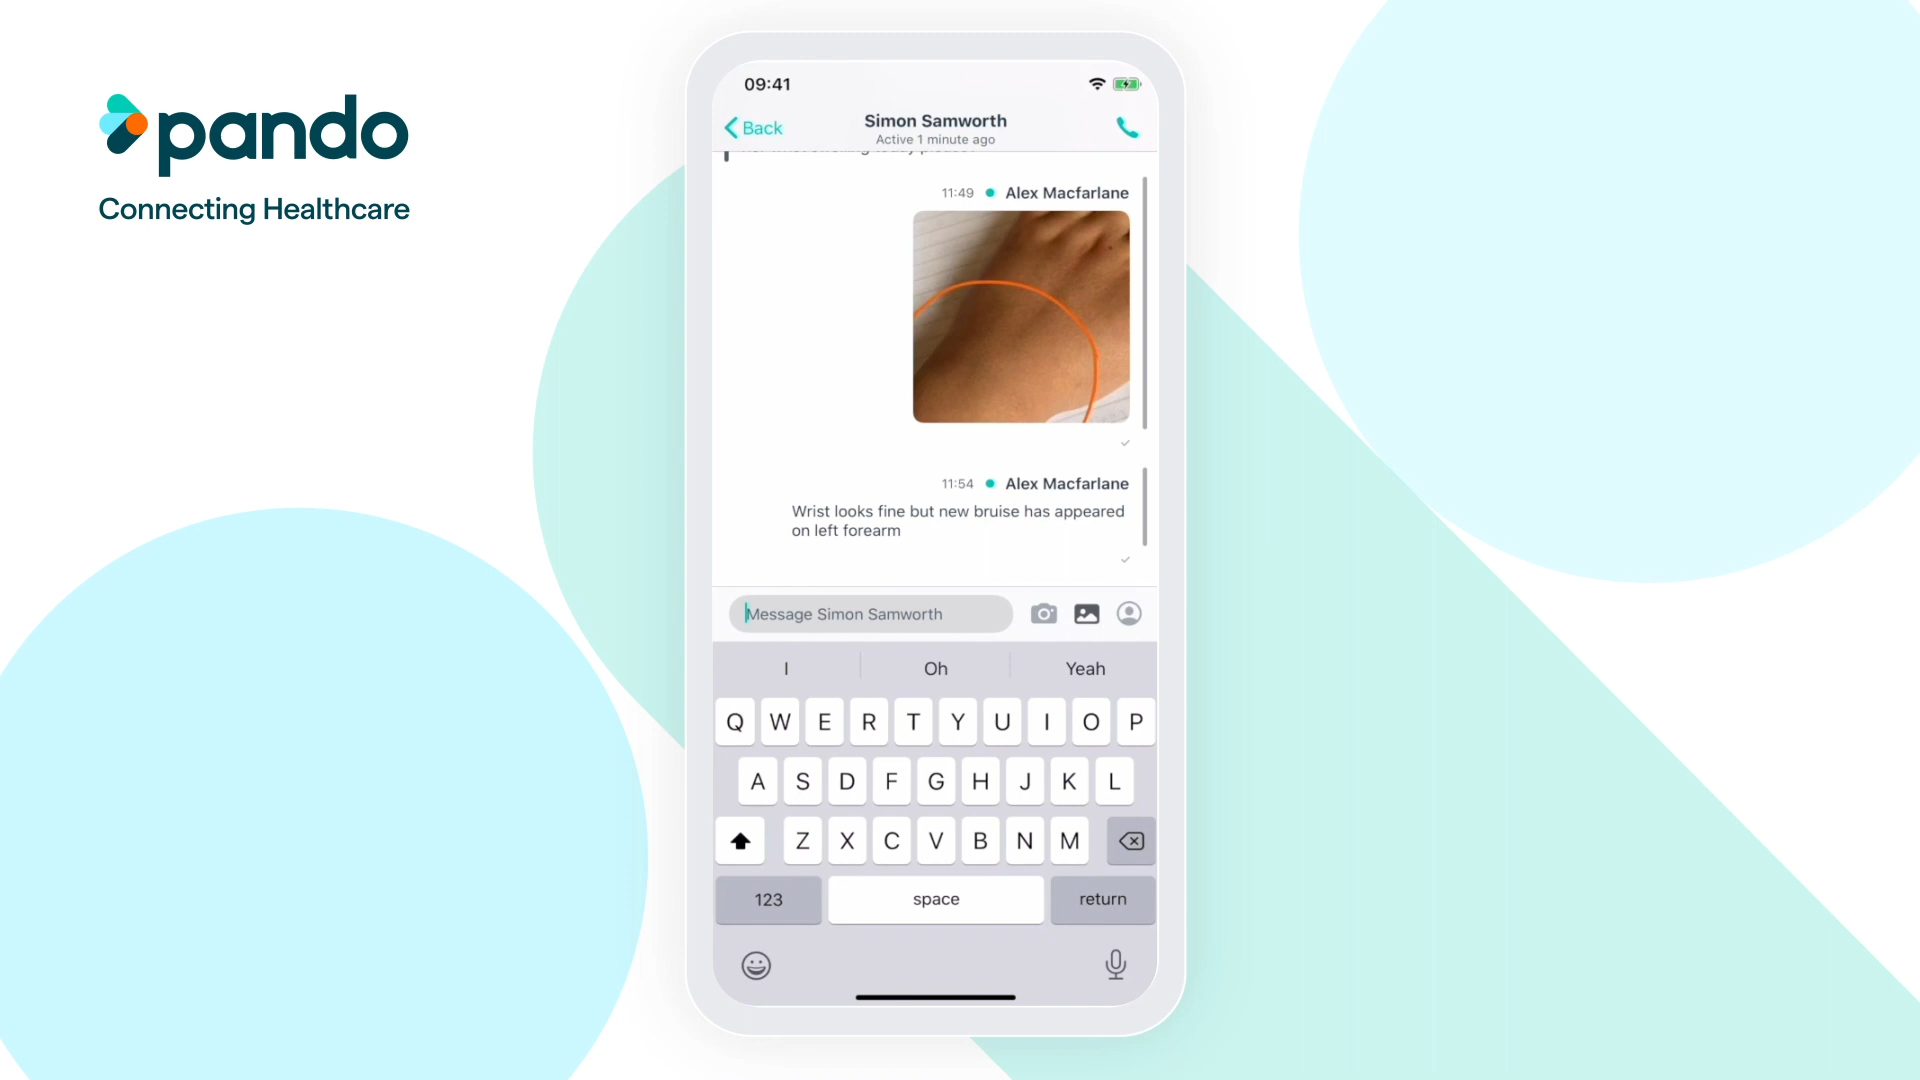 pando
Connecting Healthcare
09:41
Back
Simon Samworth
Active 1 minute ago
11:49 Alex Macfarlane
11:54 Alex Macfarlane
Wrist looks fine but new bruise has appeared
on left forearm
Message Simon Samworth
I Oh Yeah
Q W E R T Y U I O P
A S D F G H J K L
Z X C V B N M
123 space return